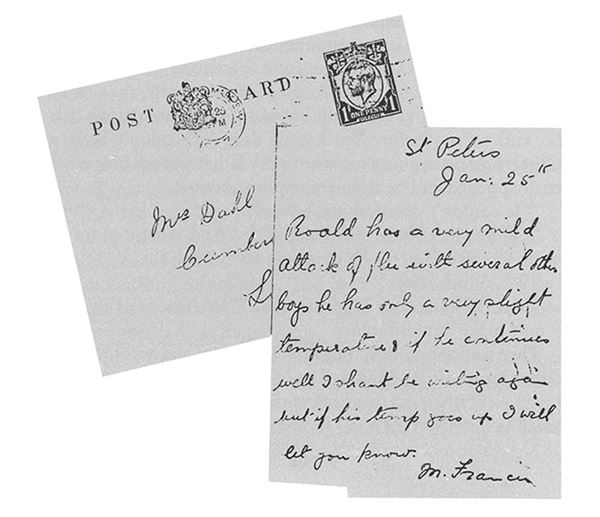 POST CARD
ONE PENNY
Mrs Dahl
Cumber
St Peters
Jan. 25th
Roald has a very mild
attack of flu with several other
boys he has only a very slight
temperature & if he continues
well I shant be writing again
but if his temp goes up I will
let you know.
M. Francis